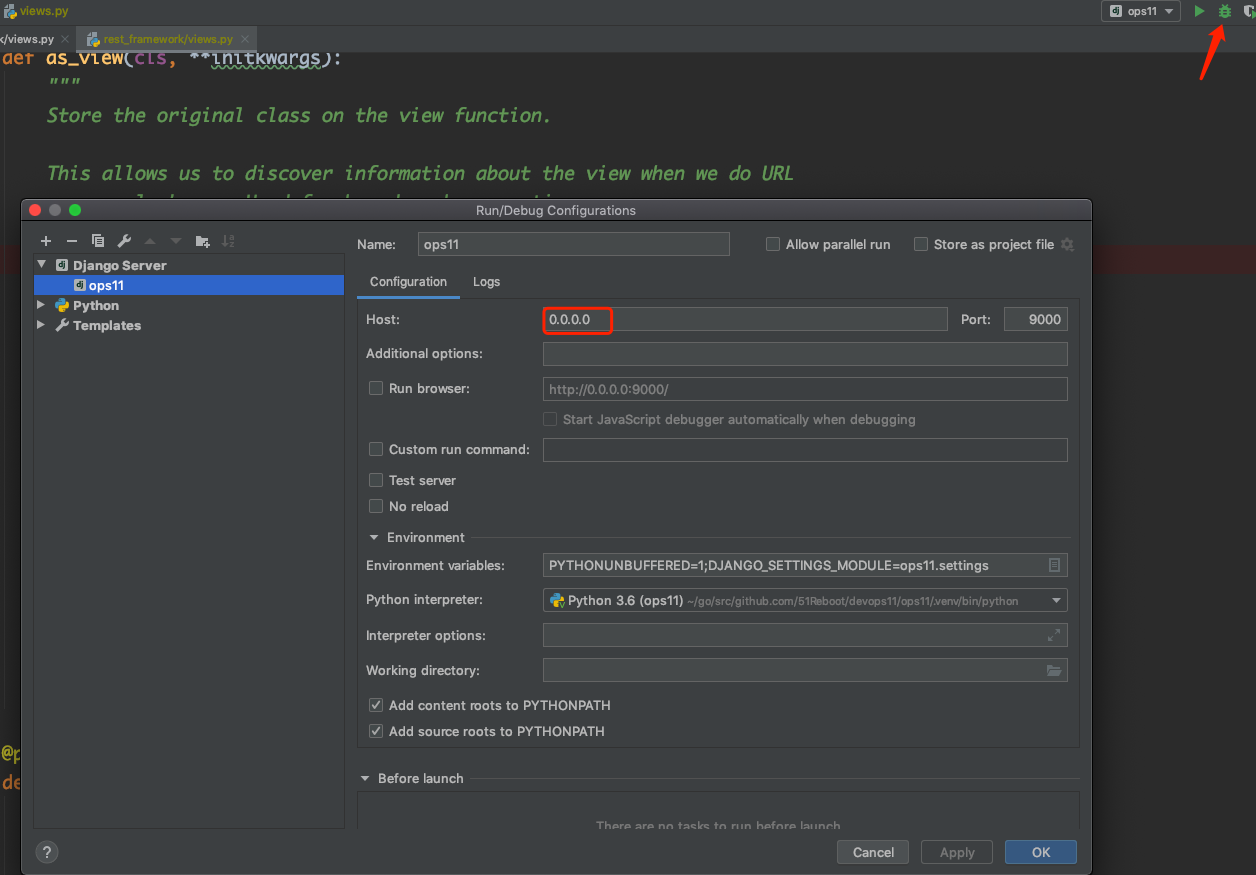 views.py
ops11
k/views.py
rest_framework/views.py
def as_view(cls, **initkwargs):
"""
Store the original class on the view function.
This allows us to discover information about the view when we do URL
Run/Debug Configurations
Name: ops11 Allow parallel run Store as project file
Django Server
ops11
Python
Templates
Configuration Logs
Host: 0.0.0.0 Port: 9000
Additional options:
Run browser: http://0.0.0.0:9000/
Start JavaScript debugger automatically when debugging
Custom run command:
Test server
No reload
Environment
Environment variables: PYTHONUNBUFFERED=1;DJANGO_SETTINGS_MODULE=ops11.settings
Python interpreter: Python 3.6 (ops11) ~/go/src/github.com/51Reboot/devops11/ops11/.venv/bin/python
Interpreter options:
Working directory:
Add content roots to PYTHONPATH
Add source roots to PYTHONPATH
@p
de
Before launch
There are no tasks to run before launch
? Cancel Apply OK